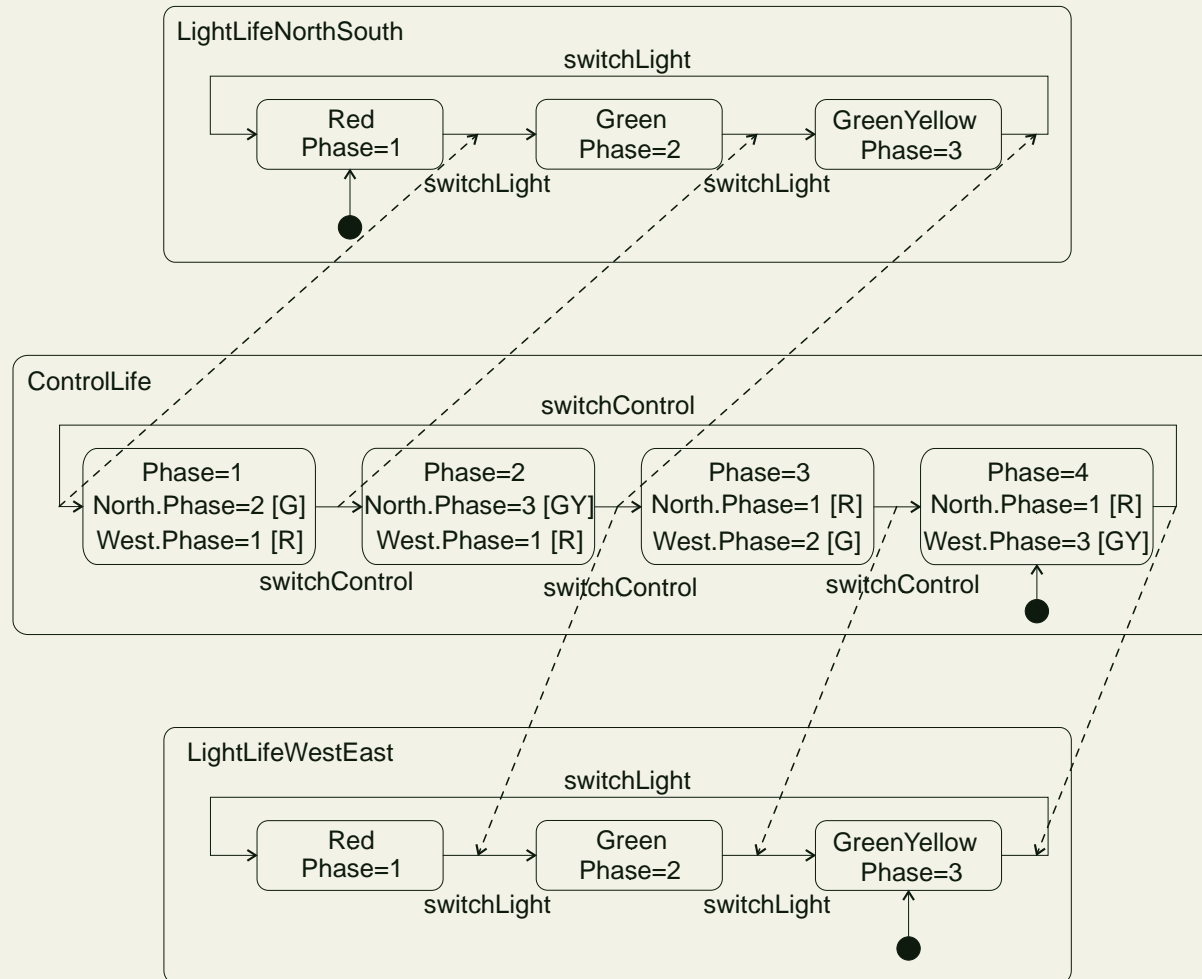 LightLifeNorthSouth
switchLight
Red
Phase=1
Green
Phase=2
GreenYellow
Phase=3
switchLight
switchLight
ControlLife
switchControl
Phase=1
North.Phase=2 [G]
West.Phase=1 [R]
Phase=2
North.Phase=3 [GY]
West.Phase=1 [R]
Phase=3
North.Phase=1 [R]
West.Phase=2 [G]
Phase=4
North.Phase=1 [R]
West.Phase=3 [GY]
switchControl
switchControl
switchControl
LightLifeWestEast
switchLight
Red
Phase=1
Green
Phase=2
GreenYellow
Phase=3
switchLight
switchLight